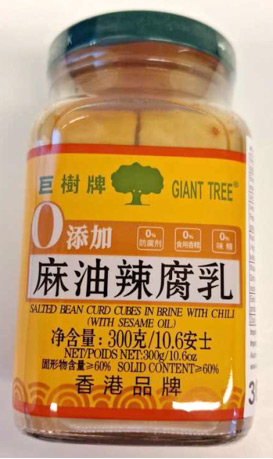 巨樹牌 GIANT TREE®
0添加
0% 防腐剂
0% 食用香精
0% 味精
麻油辣腐乳
SALTED BEAN CURD CUBES IN BRINE WITH CHILI
(WITH SESAME OIL)
净含量: 300克/10.6安士
NET/POIDS NET:300g/10.6oz
固形物含量≥60% SOLID CONTENT≥60%
香港品牌